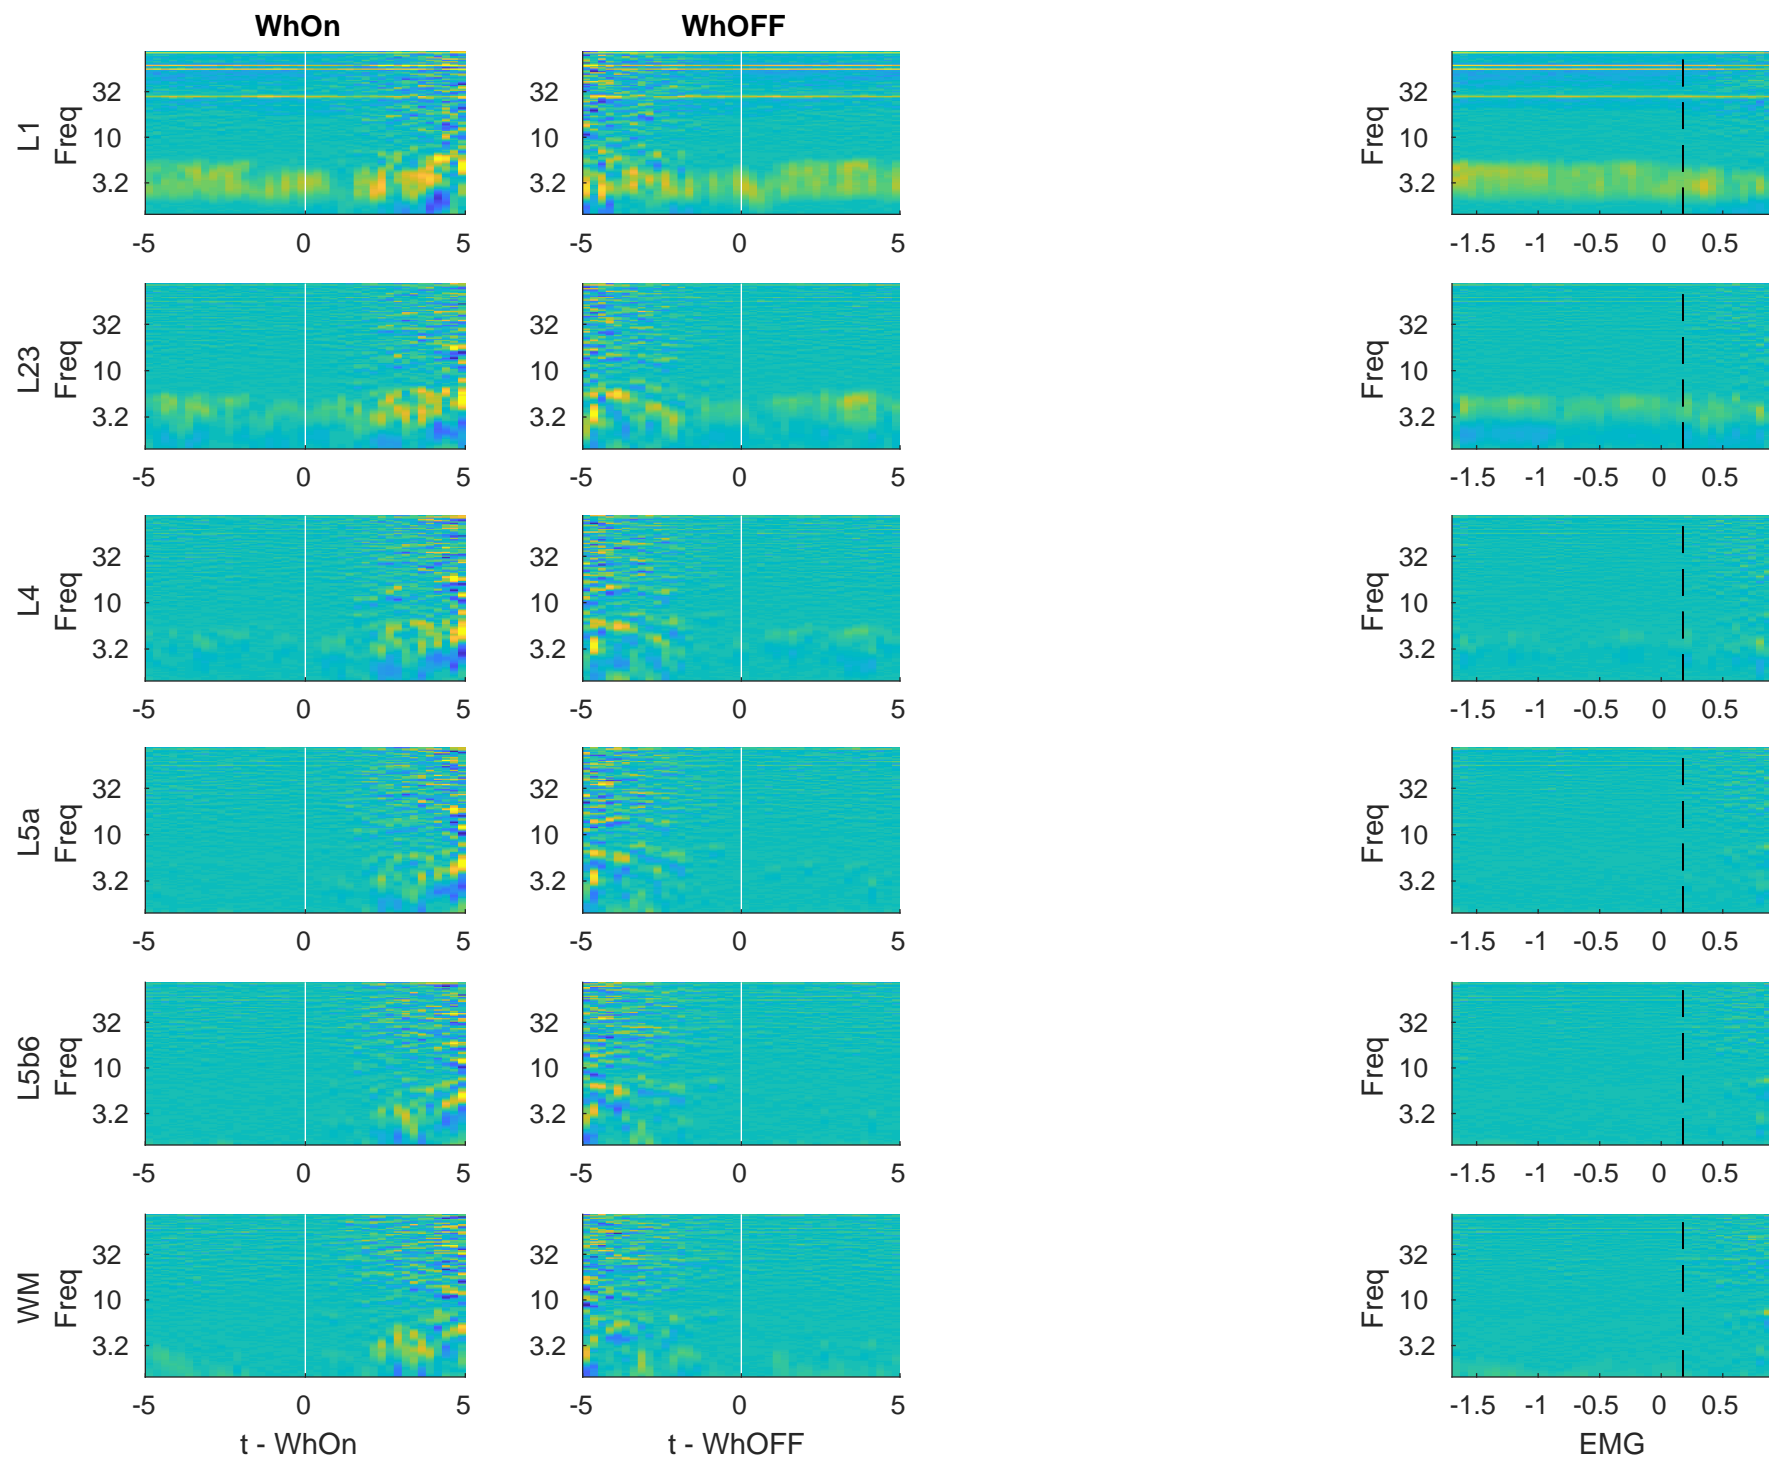 WhOn WhOFF
L1 Freq 32 10 3.2 32 10 3.2 Freq 32 10 3.2
-5 0 5 -5 0 5 -1.5 -1 -0.5 0 0.5
L23 Freq 32 10 3.2 32 10 3.2 Freq 32 10 3.2
-5 0 5 -5 0 5 -1.5 -1 -0.5 0 0.5
L4 Freq 32 10 3.2 32 10 3.2 Freq 32 10 3.2
-5 0 5 -5 0 5 -1.5 -1 -0.5 0 0.5
L5a Freq 32 10 3.2 32 10 3.2 Freq 32 10 3.2
-5 0 5 -5 0 5 -1.5 -1 -0.5 0 0.5
L5b6 Freq 32 10 3.2 32 10 3.2 Freq 32 10 3.2
-5 0 5 -5 0 5 -1.5 -1 -0.5 0 0.5
WM Freq 32 10 3.2 32 10 3.2 Freq 32 10 3.2
-5 0 5 -5 0 5 -1.5 -1 -0.5 0 0.5
t - WhOn t - WhOFF EMG